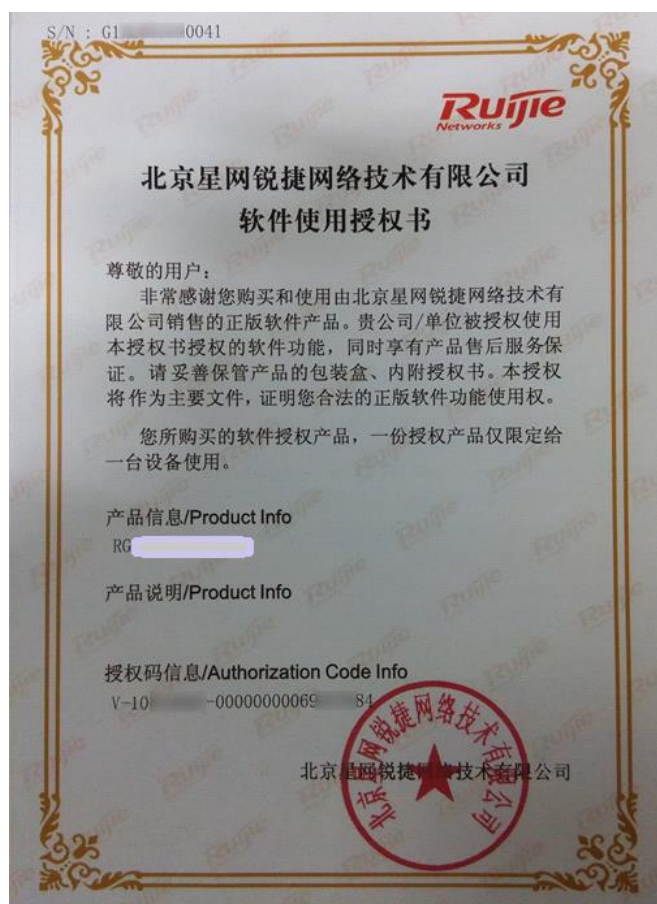 S/N : G1 0041
Ruijie
Networks
北京星网锐捷网络技术有限公司
软件使用授权书
尊敬的用户：
非常感谢您购买和使用由北京星网锐捷网络技术有
限公司销售的正版软件产品。贵公司/单位被授权使用
本授权书授权的软件功能，同时享有产品售后服务保
证。请妥善保管产品的包装盒、内附授权书。本授权
将作为主要文件，证明您合法的正版软件功能使用权。
您所购买的软件授权产品，一份授权产品仅限定给
一台设备使用。
产品信息/Product Info
RG
产品说明/Product Info
授权码信息/Authorization Code Info
V-10 -00000000069 84
北京星网锐捷网络技术有限公司
北京星网锐捷网络技术有限公司